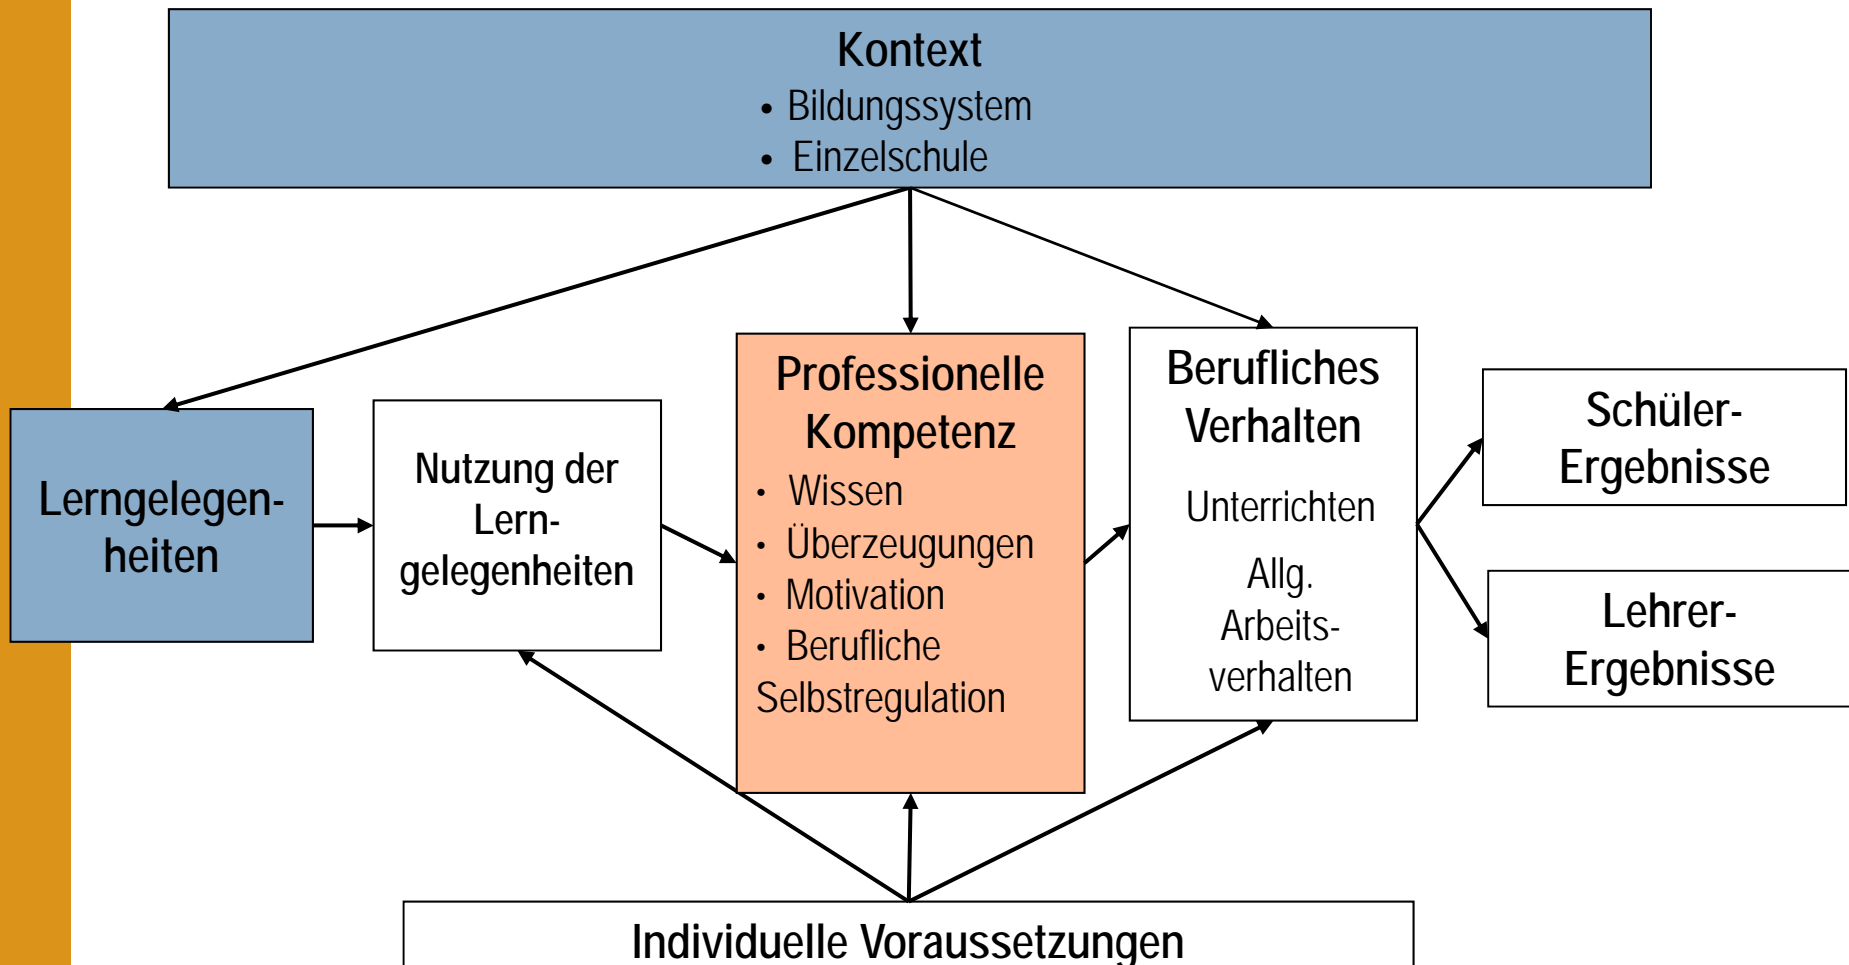 Kontext
• Bildungssystem
• Einzelschule
Lerngelegen-
heiten
Nutzung der
Lern-
gelegenheiten
Professionelle
Kompetenz
• Wissen
• Überzeugungen
• Motivation
• Berufliche
Selbstregulation
Berufliches
Verhalten
Unterrichten
Allg.
Arbeits-
verhalten
Schüler-
Ergebnisse
Lehrer-
Ergebnisse
Individuelle Voraussetzungen